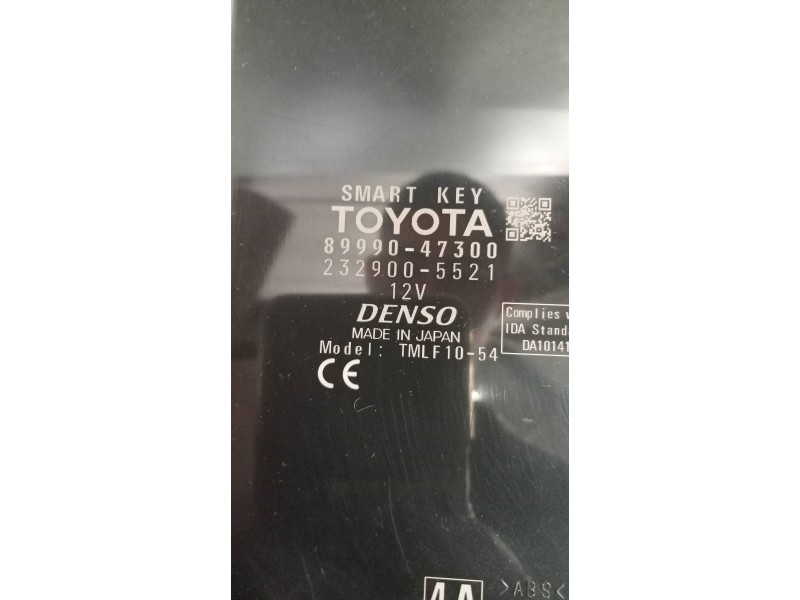 SMART KEY
TOYOTA
89990-47300
232900-5521
12V
DENSO
MADE IN JAPAN
Model: TMLF10-54
CE
Complies
IDA Stand
DA10141
4A
>ABS<